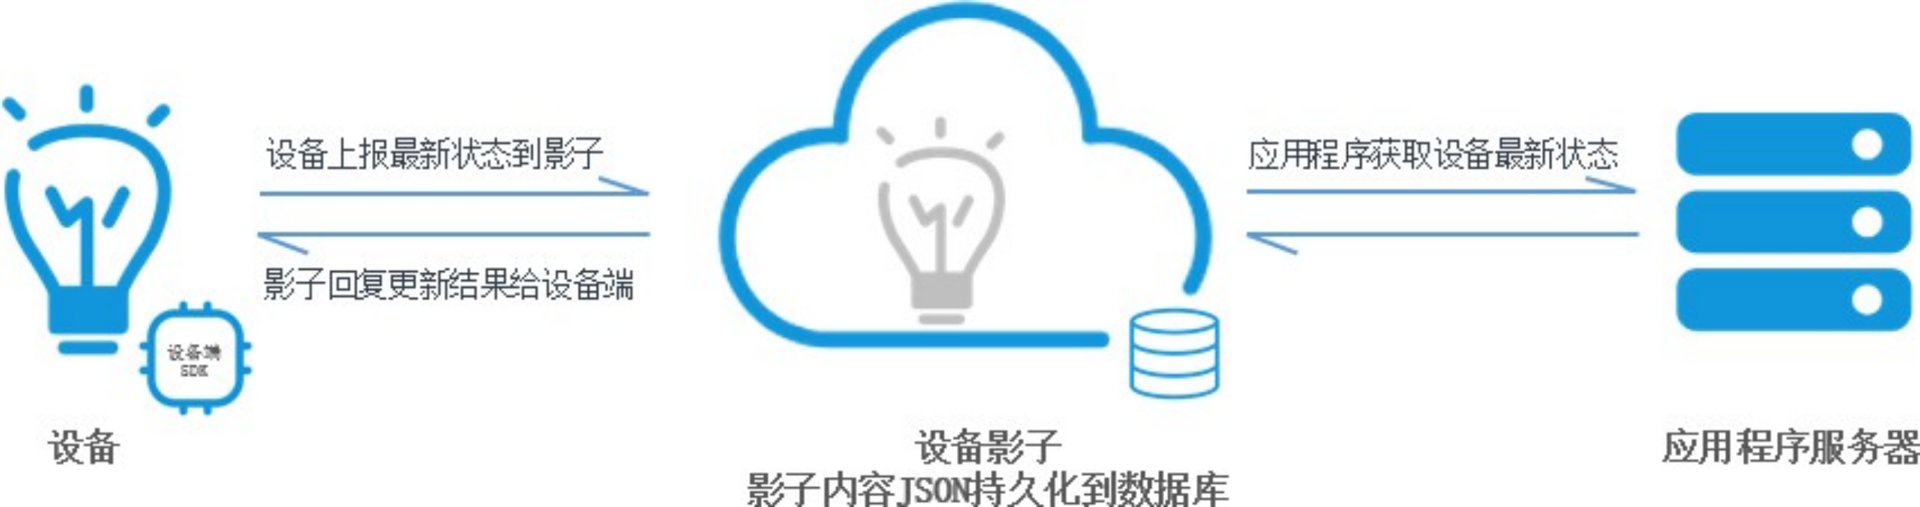 设备上报最新状态到影子
影子回复更新结果给设备端
设备端
SDK
设备
设备影子
影子内容JSON持久化到数据库
应用程序获取设备最新状态
应用程序服务器